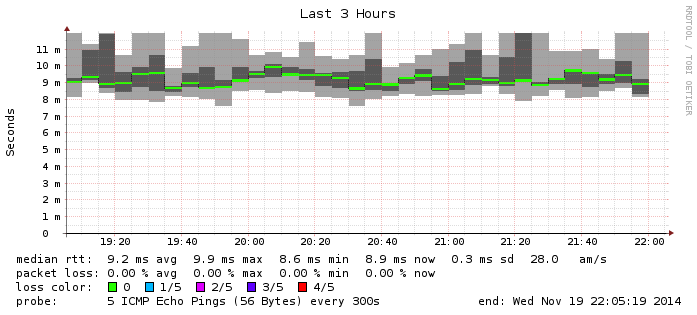 Last 3 Hours
RRDTOOL / TOBI OETIKER
Seconds
11 m
10 m
9 m
8 m
7 m
6 m
5 m
4 m
3 m
2 m
1 m
0
19:20 19:40 20:00 20:20 20:40 21:00 21:20 21:40 22:00
median rtt: 9.2 ms avg 9.9 ms max 8.6 ms min 8.9 ms now 0.3 ms sd 28.0 am/s
packet loss: 0.00 % avg 0.00 % max 0.00 % min 0.00 % now
loss color: 0 1/5 2/5 3/5 4/5
probe: 5 ICMP Echo Pings (56 Bytes) every 300s end: Wed Nov 19 22:05:19 2014